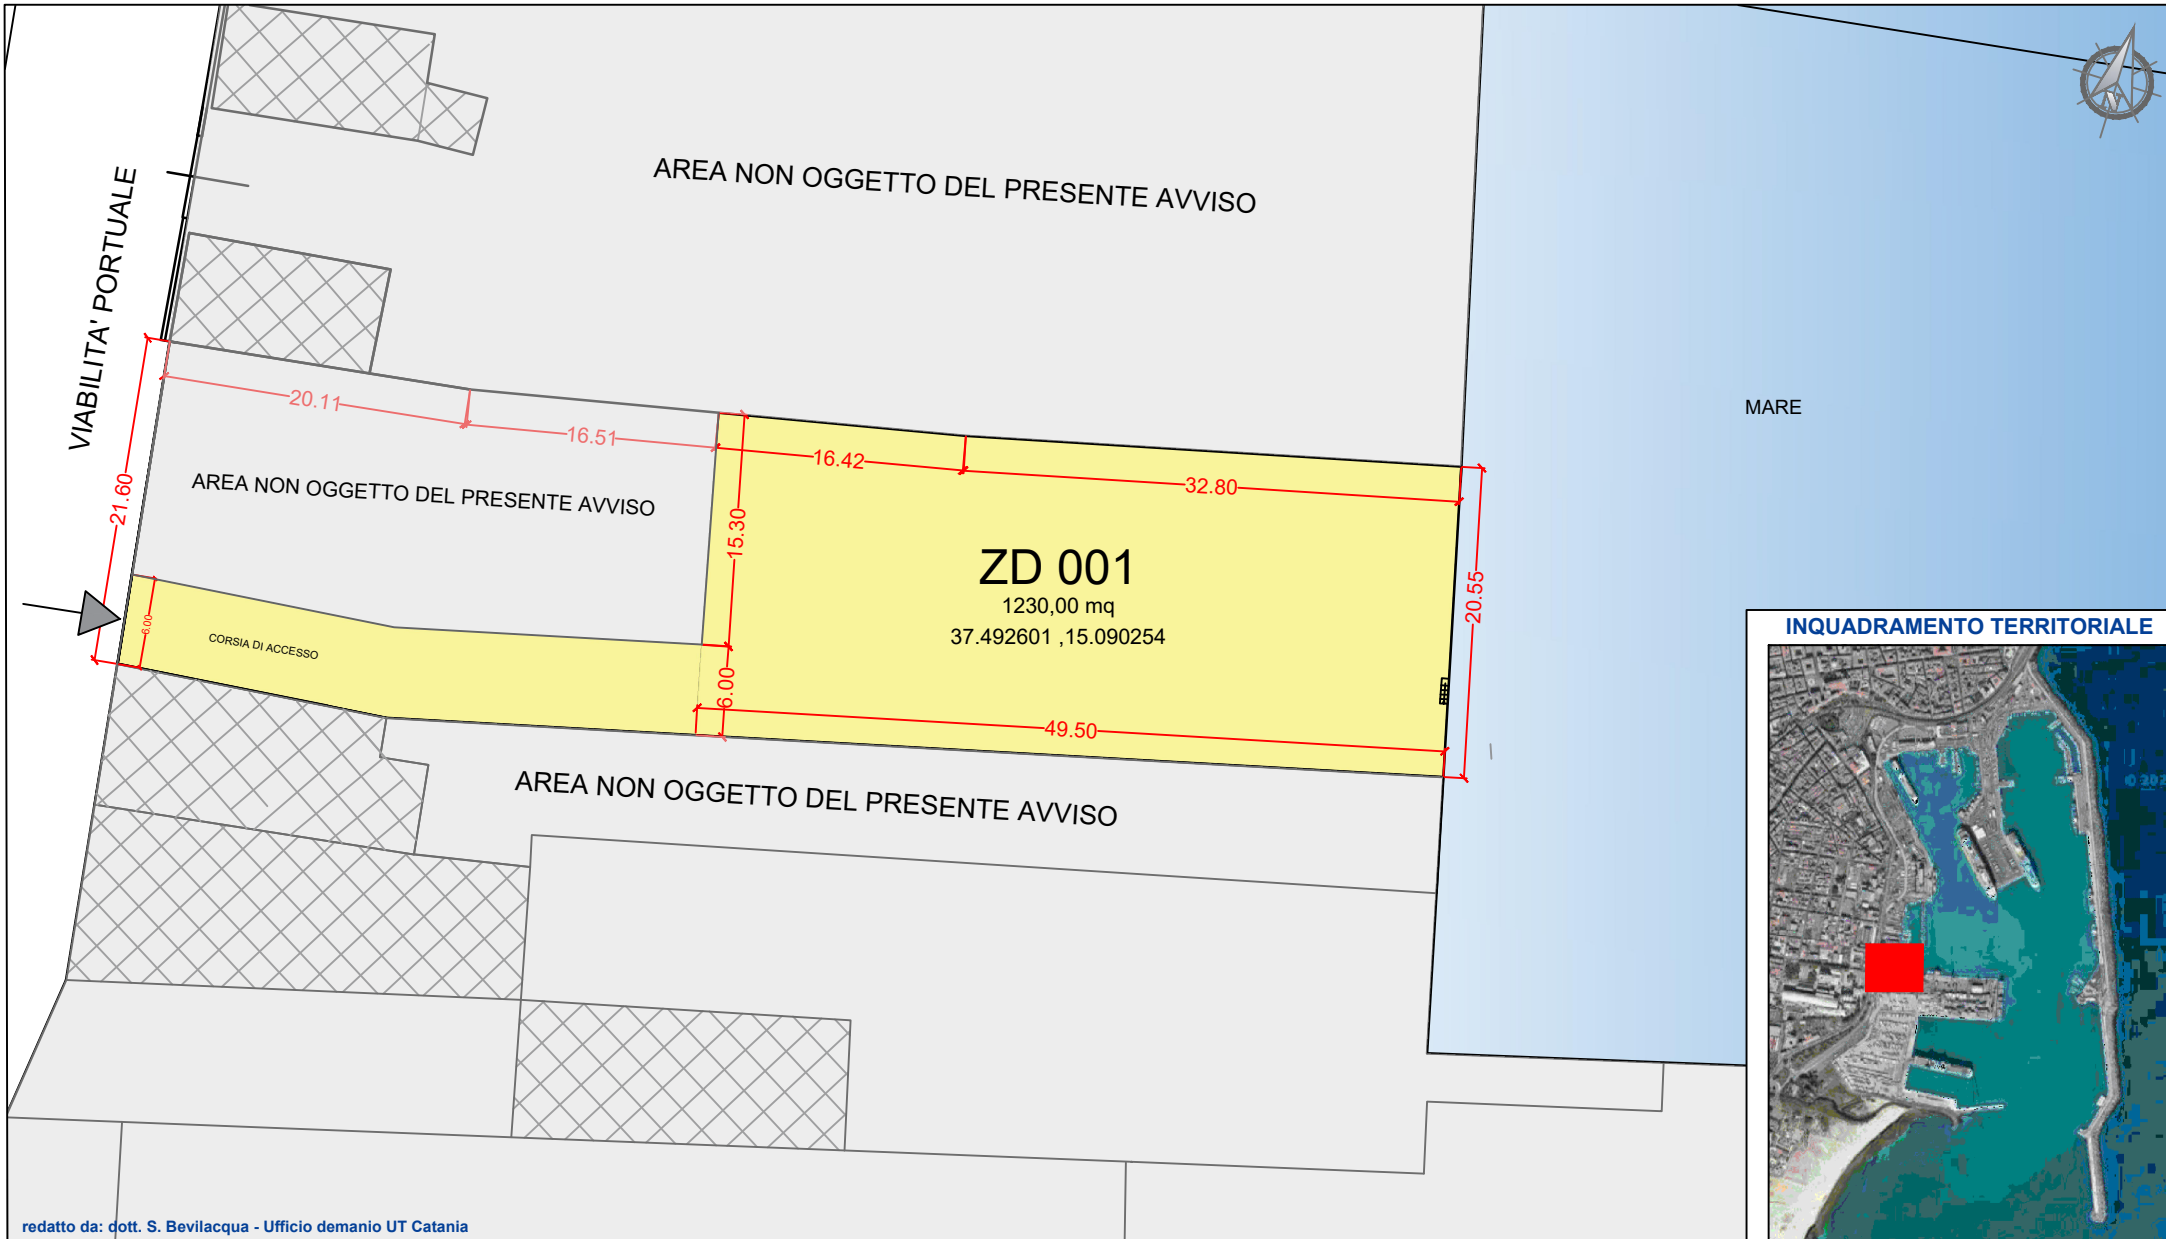 AREA NON OGGETTO DEL PRESENTE AVVISO
VIABILITA' PORTUALE
MARE
20.11
16.51
16.42
32.80
21.60
AREA NON OGGETTO DEL PRESENTE AVVISO
15.30
ZD 001
1230,00 mq
37.492601 ,15.090254
20.55
6.00
CORSIA DI ACCESSO
6.00
49.50
AREA NON OGGETTO DEL PRESENTE AVVISO
INQUADRAMENTO TERRITORIALE
redatto da: dott. S. Bevilacqua - Ufficio demanio UT Catania
N